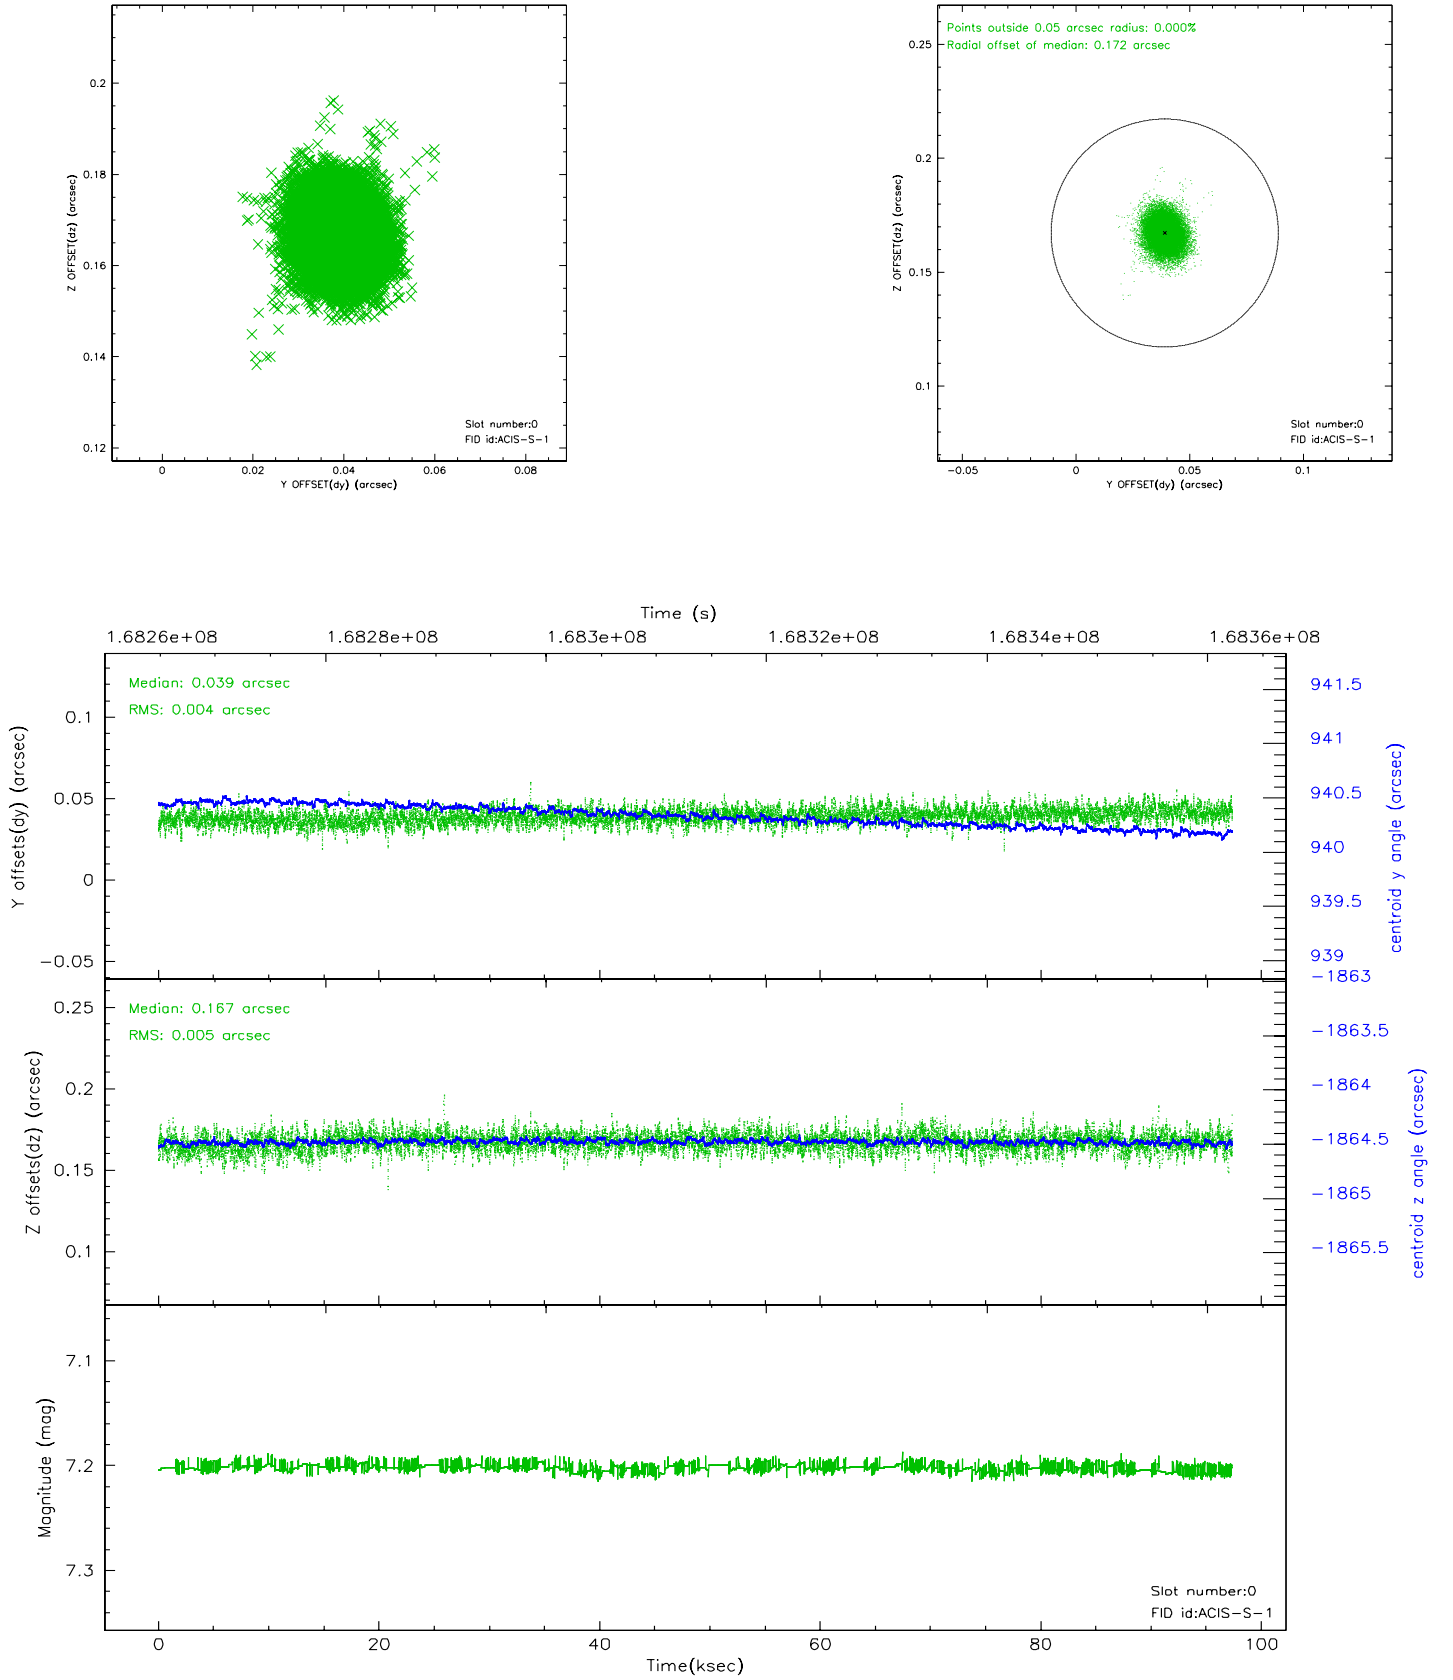 0.2
0.18
0.16
0.14
0.12
Z OFFSET(dz) (arcsec)
Slot number:0
FID id:ACIS-S-1
0 0.02 0.04 0.06 0.08
Y OFFSET(dy) (arcsec)
Points outside 0.05 arcsec radius: 0.000%
Radial offset of median: 0.172 arcsec
0.25
0.2
0.15
0.1
Z OFFSET(dz) (arcsec)
Slot number:0
FID id:ACIS-S-1
-0.05 0 0.05 0.1
Y OFFSET(dy) (arcsec)
Time (s)
1.6826e+08 1.6828e+08 1.683e+08 1.6832e+08 1.6834e+08 1.6836e+08
Median: 0.039 arcsec
RMS: 0.004 arcsec
0.1
0.05
0
-0.05
Y offsets(dy) (arcsec)
941.5
941
940.5
940
939.5
939
centroid y angle (arcsec)
Median: 0.167 arcsec
RMS: 0.005 arcsec
0.25
0.2
0.15
0.1
Z offsets(dz) (arcsec)
-1863
-1863.5
-1864
-1864.5
-1865
-1865.5
centroid z angle (arcsec)
7.1
7.2
7.3
Magnitude (mag)
Slot number:0
FID id:ACIS-S-1
0 20 40 60 80 100
Time(ksec)